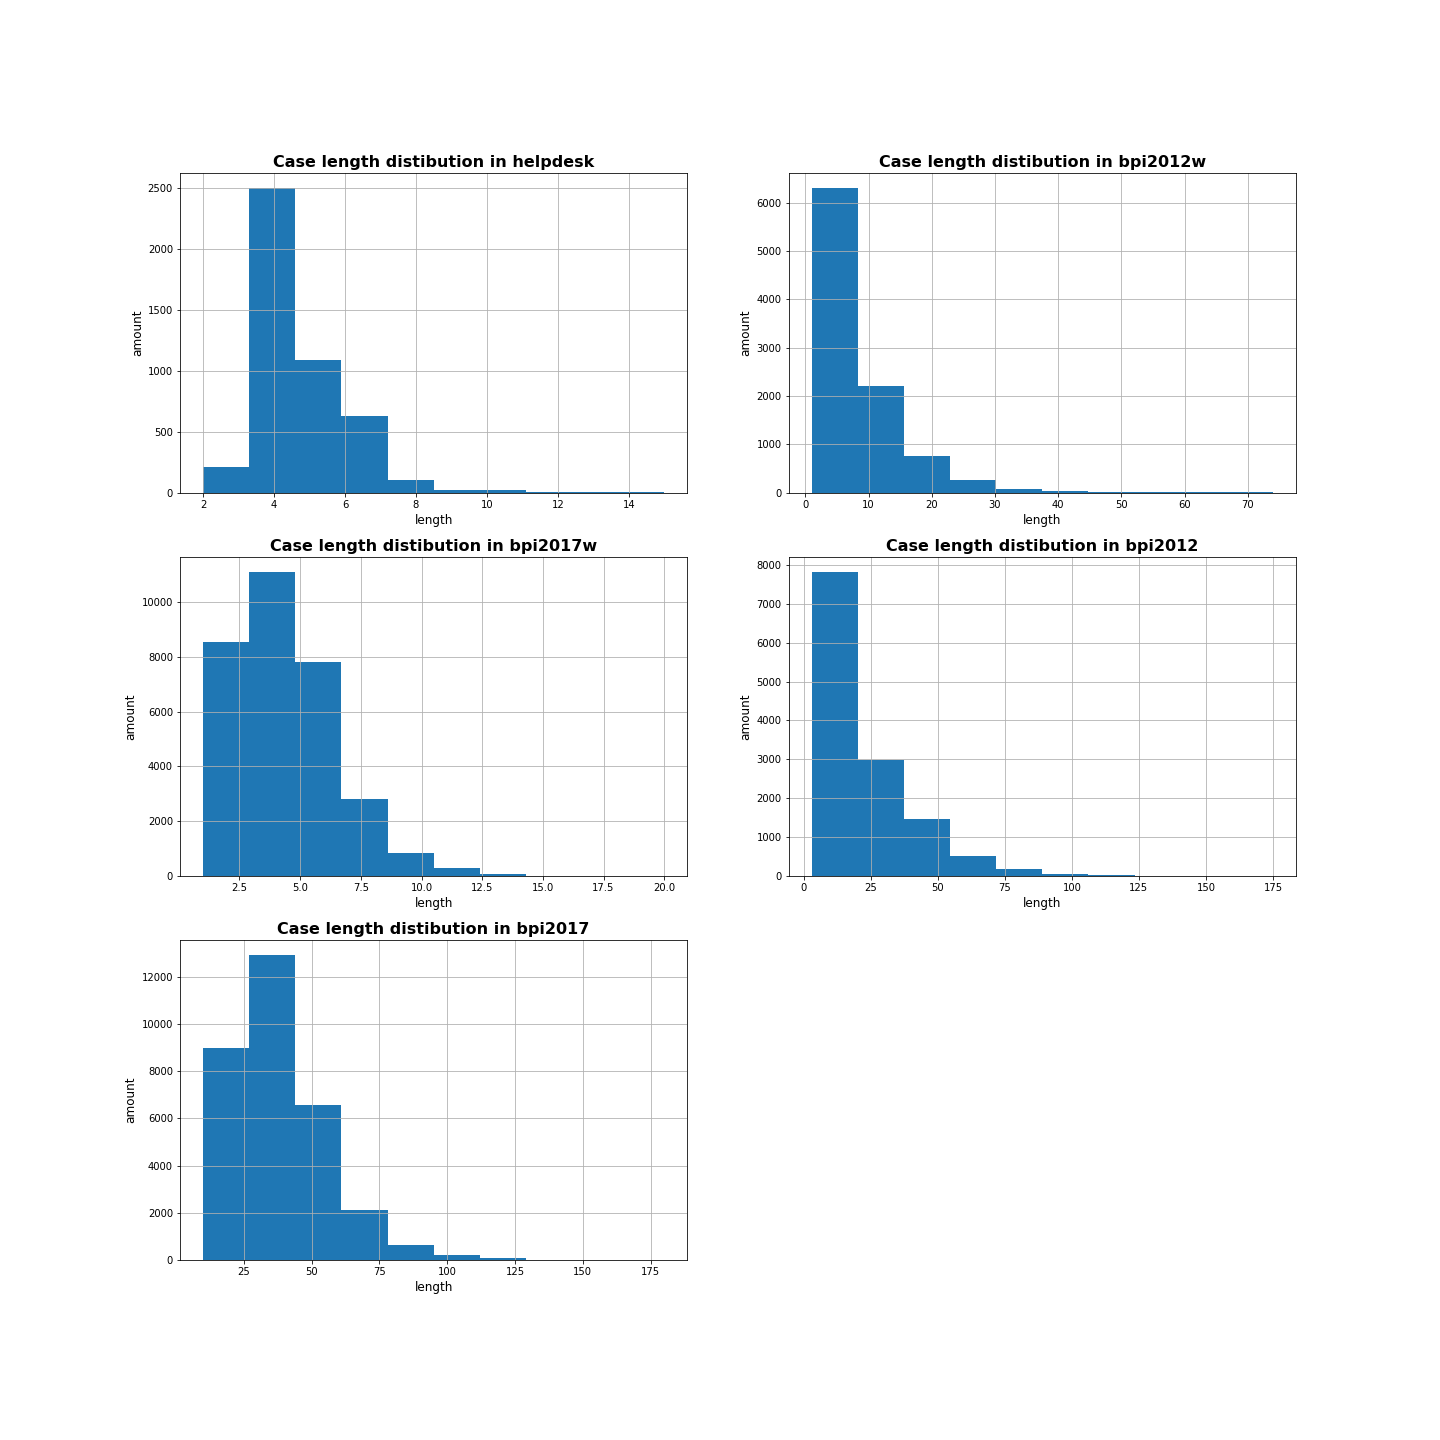 Case length distibution in helpdesk
2500
2000
1500
1000
500
0
amount
2 4 6 8 10 12 14
length
Case length distibution in bpi2012w
6000
5000
4000
3000
2000
1000
0
amount
0 10 20 30 40 50 60 70
length
Case length distibution in bpi2017w
10000
8000
6000
4000
2000
0
amount
2.5 5.0 7.5 10.0 12.5 15.0 17.5 20.0
length
Case length distibution in bpi2012
8000
7000
6000
5000
4000
3000
2000
1000
0
amount
0 25 50 75 100 125 150 175
length
Case length distibution in bpi2017
12000
10000
8000
6000
4000
2000
0
amount
25 50 75 100 125 150 175
length